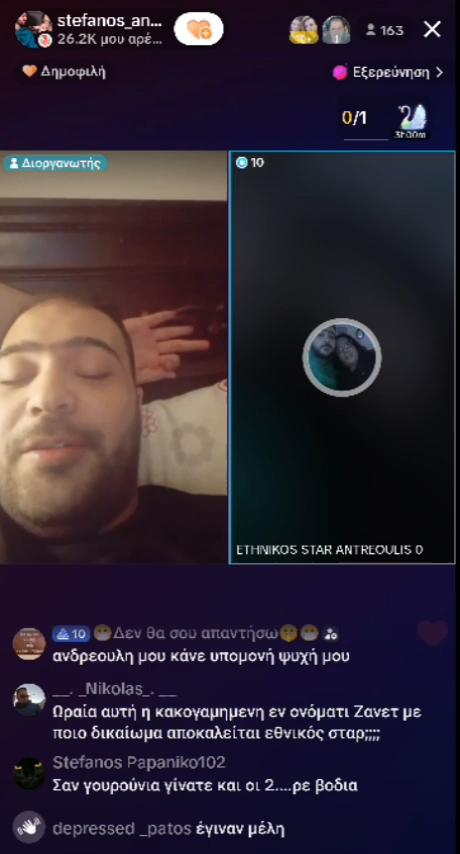 stefanos_an...
26.2K μου αρέ...
163
Δημοφιλή
Εξερεύνηση >
0/1
3h00m
Διοργανωτής
10
ETHNIKOS STAR ANTREOULIS 0
10 😷Δεν θα σου απαντήσω🤫😷
ανδρεουλη μου κάνε υπομονή ψυχή μου
__._Nikolas_.__
Ωραία αυτή η κακογαμημενη εν ονόματι Ζανετ με
ποιο δικαίωμα αποκαλείται εθνικός σταρ;;;;
Stefanos Papaniko102
Σαν γουρούνια γίνατε και οι 2....ρε βοδια
depressed _patos έγιναν μέλη